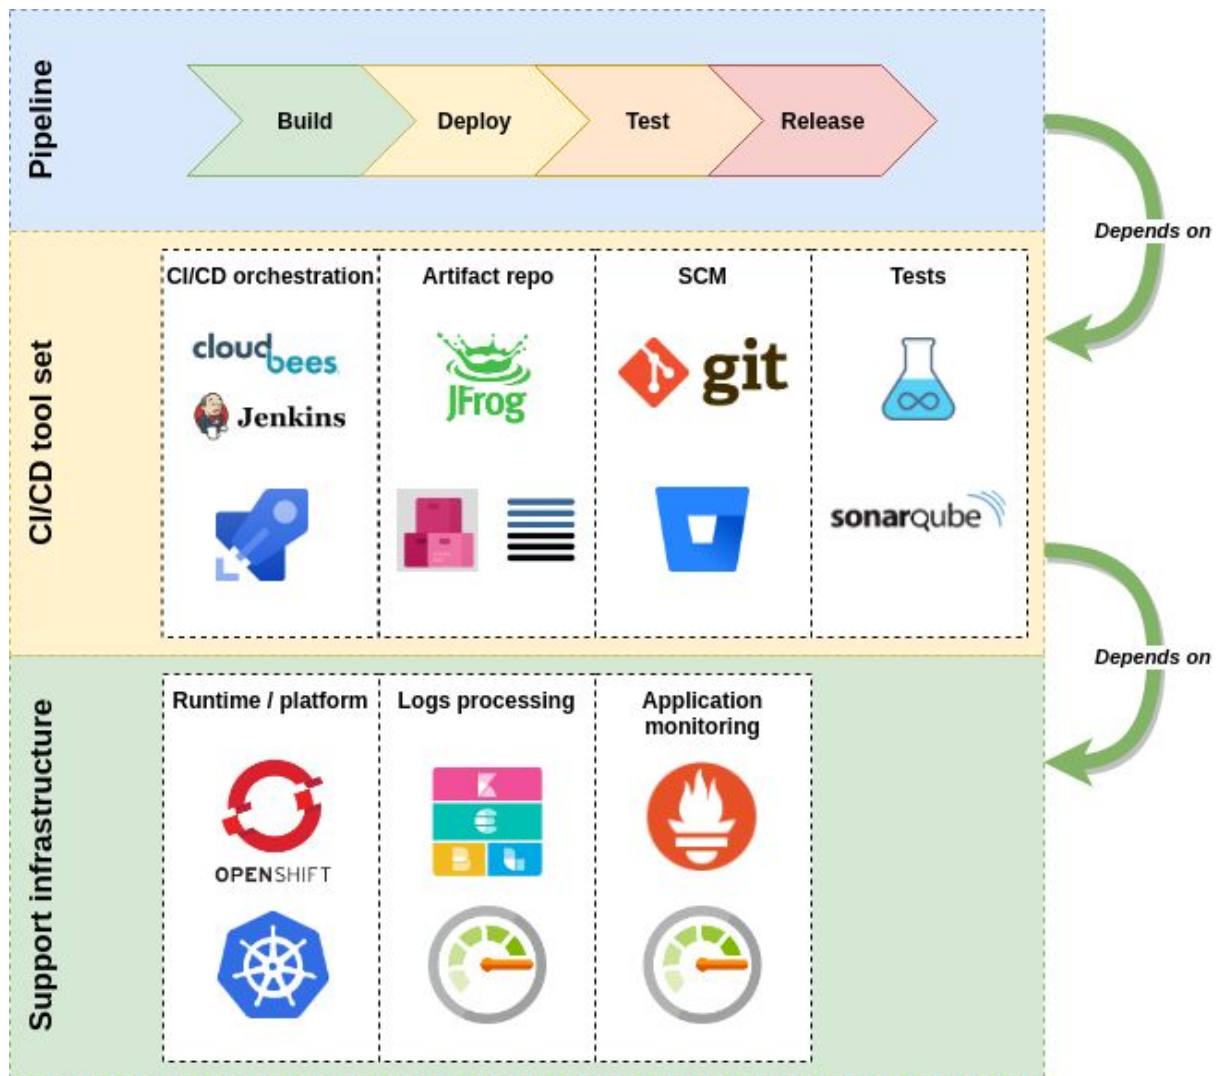 Pipeline
Build
Deploy
Test
Release
Depends on
CI/CD tool set
CI/CD orchestration
Artifact repo
SCM
Tests
cloudbees
JFrog
git
Jenkins
sonarqube
Depends on
Support infrastructure
Runtime / platform
Logs processing
Application
monitoring
OPENSHIFT